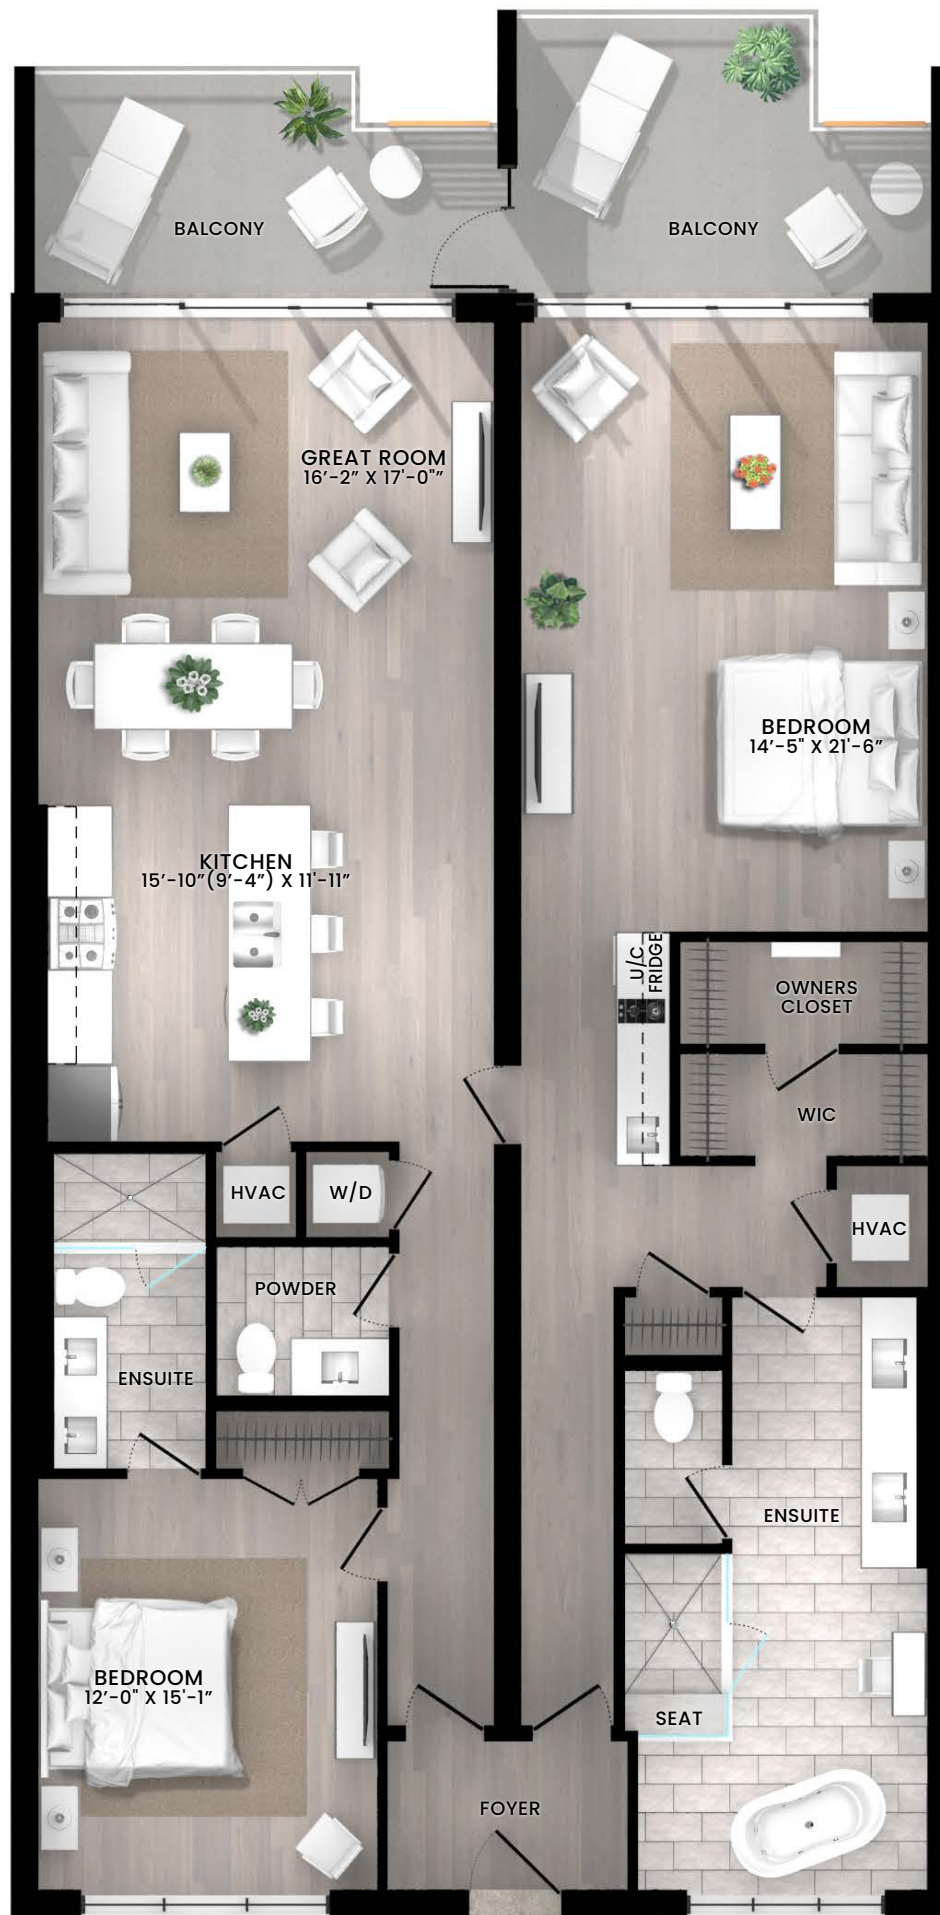 BALCONY
BALCONY
GREAT ROOM
16'-2” X 17'-0"”
BEDROOM
14'-5" X 21'-6”
KITCHEN
15'-10”(9'-4”) X 11'-11”
U/C
FRIDGE
OWNERS
CLOSET
WIC
HVAC
W/D
HVAC
POWDER
ENSUITE
ENSUITE
BEDROOM
12'-0" X 15'-1”
SEAT
FOYER